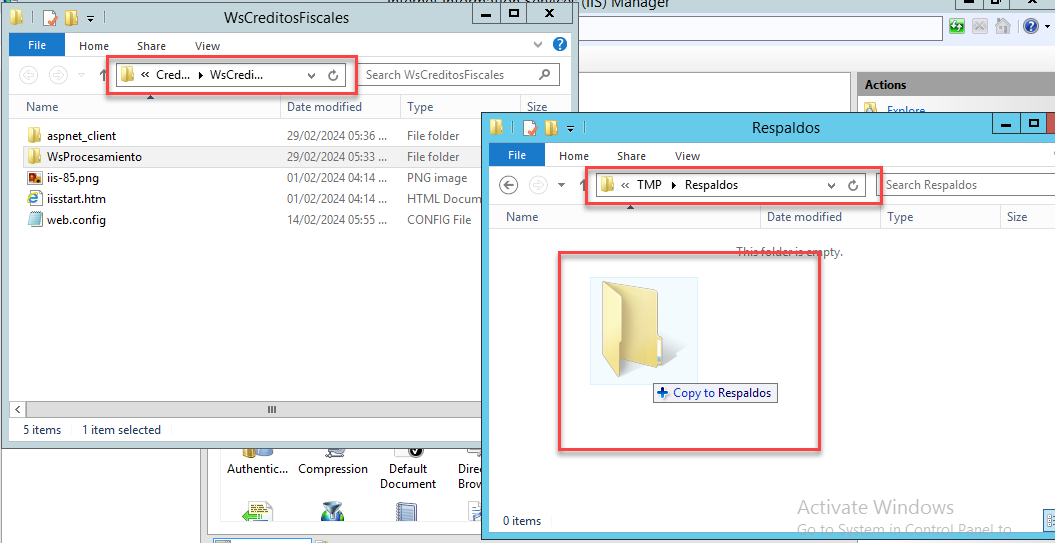 (IIS) Manager
WsCreditosFiscales
File Home Share View
Cred... WsCredi...
Search WsCreditosFiscales
Name Date modified Type Size
aspnet_client 29/02/2024 05:36 ... File folder
WsProcesamiento 29/02/2024 05:33 ... File folder
iis-85.png 01/02/2024 04:14 ... PNG image
iisstart.htm 01/02/2024 04:14 ... HTML Docum
web.config 14/02/2024 05:55 ... CONFIG File
5 items 1 item selected
Actions
Explore
Respaldos
File Home Share View
TMP Respaldos
Search Respaldos
Name Date modified Type Size
This folder is empty.
Copy to Respaldos
0 items
Authentic... Compression Default
Document
Activate Windows
Go to System in Control Panel to